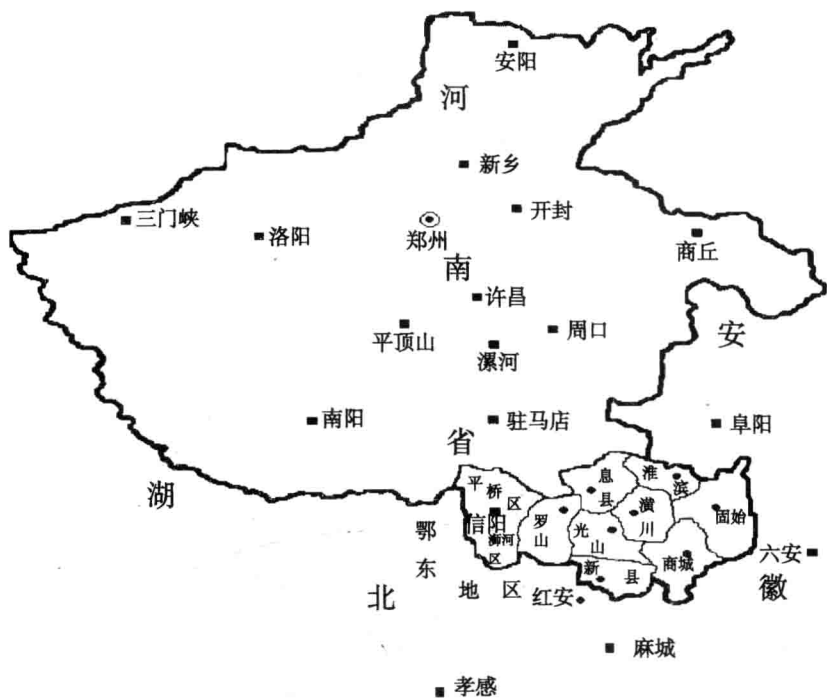 安阳
河
新乡
三门峡
洛阳
郑州
开封
商丘
南
许昌
平顶山
漯河
周口
安
南阳
驻马店
阜阳
省
湖
平桥区
信阳
浉河区
罗山
息县
淮滨
潢川
光山
固始
商城
新县
鄂东地区
六安
徽
北
红安
麻城
孝感